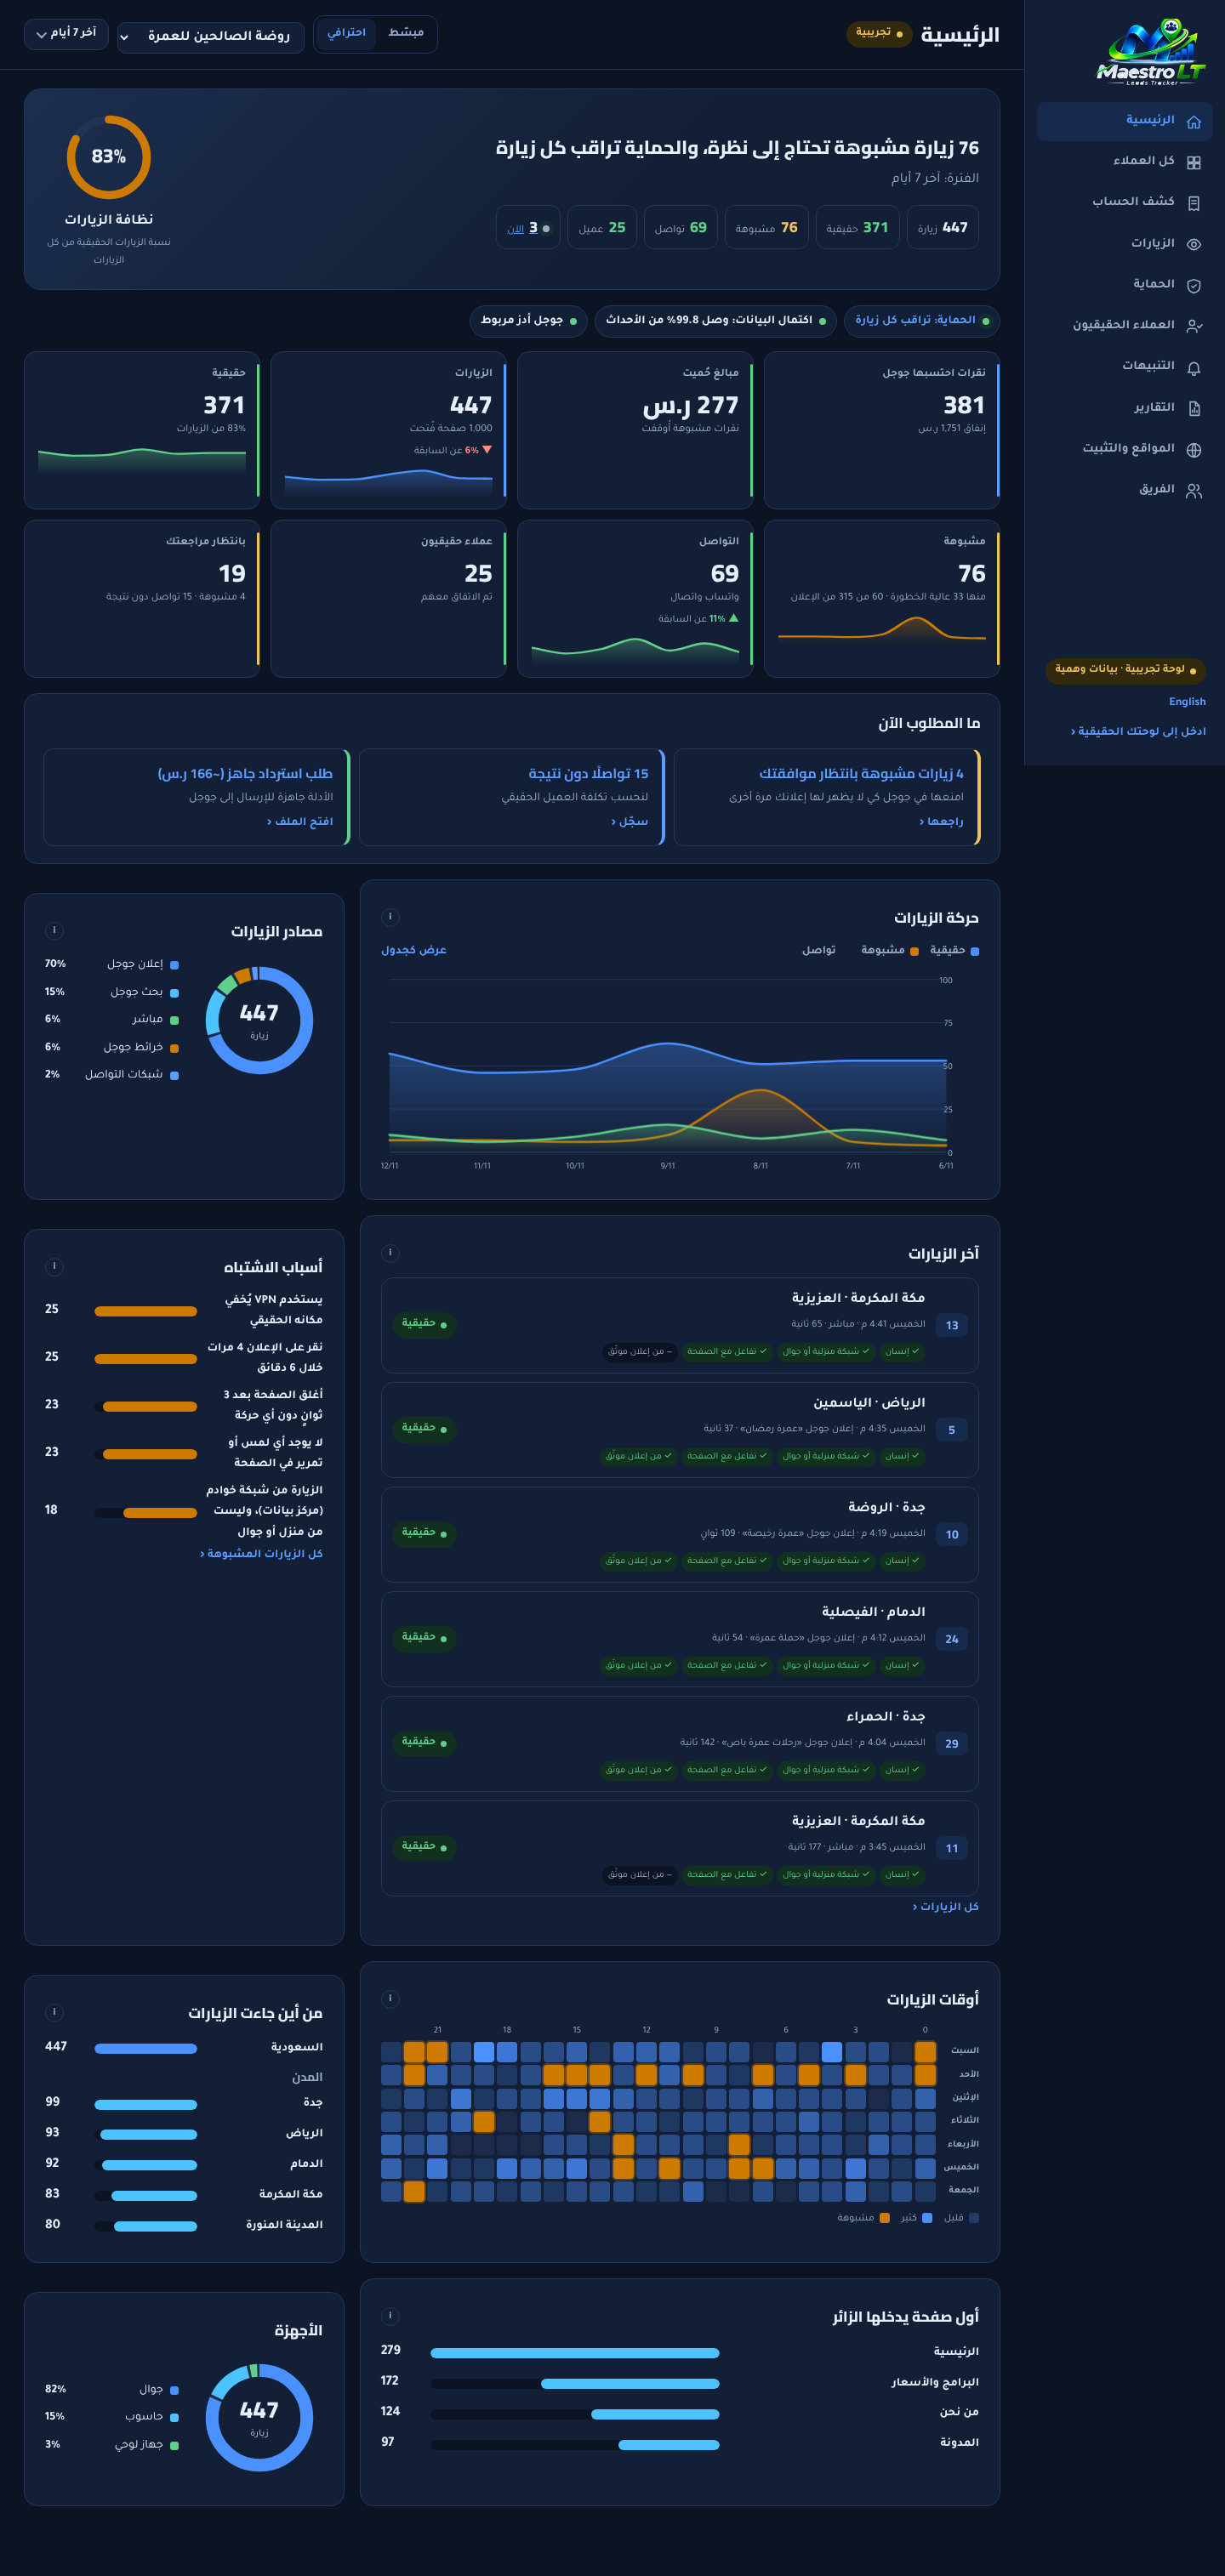 Maestro LT
Leads Tracker
الرئيسية
كل العملاء
كشف الحساب
الزيارات
الحماية
العملاء الحقيقيون
التنبيهات
التقارير
المواقع والتثبيت
الفريق
لوحة تجريبية · بيانات وهمية
English
ادخل إلى لوحتك الحقيقية ‹
الرئيسية
تجريبية
مبسّط
احترافي
روضة الصالحين للعمرة
آخر 7 أيام
76 زيارة مشبوهة تحتاج إلى نظرة، والحماية تراقب كل زيارة
الفترة: آخر 7 أيام
447 زيارة
371 حقيقية
76 مشبوهة
69 تواصل
25 عميل
3 الآن
83%
نظافة الزيارات
نسبة الزيارات الحقيقية من كل
الزيارات
الحماية: تراقب كل زيارة
اكتمال البيانات: وصل 99.8% من الأحداث
جوجل أدز مربوط
نقرات احتسبها جوجل
381
إنفاق 1,751 ر.س
مبالغ حُميت
277 ر.س
نقرات مشبوهة أُوقفت
الزيارات
447
1,000 صفحة فُتحت
▼ 6% عن السابقة
حقيقية
371
83% من الزيارات
مشبوهة
76
منها 33 عالية الخطورة · 60 من 315 من الإعلان
التواصل
69
واتساب واتصال
▲ 11% عن السابقة
عملاء حقيقيون
25
تم الاتفاق معهم
بانتظار مراجعتك
19
4 مشبوهة · 15 تواصل دون نتيجة
ما المطلوب الآن
4 زيارات مشبوهة بانتظار موافقتك
امنعها في جوجل كي لا يظهر لها إعلانك مرة أخرى
راجعها ‹
15 تواصلًا دون نتيجة
لنحسب تكلفة العميل الحقيقي
سجّل ‹
طلب استرداد جاهز (~166 ر.س)
الأدلة جاهزة للإرسال إلى جوجل
افتح الملف ‹
حركة الزيارات
i
حقيقية
مشبوهة
تواصل
عرض كجدول
100
75
50
25
0
12/11
11/11
10/11
9/11
8/11
7/11
6/11
مصادر الزيارات
i
447
زيارة
إعلان جوجل 70%
بحث جوجل 15%
مباشر 6%
خرائط جوجل 6%
شبكات التواصل 2%
آخر الزيارات
i
13
مكة المكرمة · العزيزية
الخميس 4:41 م · مباشر · 65 ثانية
✓ إنسان
✓ شبكة منزلية أو جوال
✓ تفاعل مع الصفحة
– من إعلان موثّق
حقيقية
5
الرياض · الياسمين
الخميس 4:35 م · إعلان جوجل «عمرة رمضان» · 37 ثانية
✓ إنسان
✓ شبكة منزلية أو جوال
✓ تفاعل مع الصفحة
✓ من إعلان موثّق
حقيقية
10
جدة · الروضة
الخميس 4:19 م · إعلان جوجل «عمرة رخيصة» · 109 ثوانٍ
✓ إنسان
✓ شبكة منزلية أو جوال
✓ تفاعل مع الصفحة
✓ من إعلان موثّق
حقيقية
24
الدمام · الفيصلية
الخميس 4:12 م · إعلان جوجل «حملة عمرة» · 54 ثانية
✓ إنسان
✓ شبكة منزلية أو جوال
✓ تفاعل مع الصفحة
✓ من إعلان موثّق
حقيقية
29
جدة · الحمراء
الخميس 4:04 م · إعلان جوجل «رحلات عمرة باص» · 142 ثانية
✓ إنسان
✓ شبكة منزلية أو جوال
✓ تفاعل مع الصفحة
✓ من إعلان موثّق
حقيقية
11
مكة المكرمة · العزيزية
الخميس 3:45 م · مباشر · 177 ثانية
✓ إنسان
✓ شبكة منزلية أو جوال
✓ تفاعل مع الصفحة
– من إعلان موثّق
حقيقية
كل الزيارات ‹
أسباب الاشتباه
i
يستخدم VPN يُخفي
مكانه الحقيقي
25
نقر على الإعلان 4 مرات
خلال 6 دقائق
25
أغلق الصفحة بعد 3
ثوانٍ دون أي حركة
23
لا يوجد أي لمس أو
تمرير في الصفحة
23
الزيارة من شبكة خوادم
(مركز بيانات)، وليست
من منزل أو جوال
18
كل الزيارات المشبوهة ‹
أوقات الزيارات
i
0
3
6
9
12
15
18
21
السبت
الأحد
الإثنين
الثلاثاء
الأربعاء
الخميس
الجمعة
قليل
كثير
مشبوهة
من أين جاءت الزيارات
i
السعودية 447
المدن
جدة 99
الرياض 93
الدمام 92
مكة المكرمة 83
المدينة المنورة 80
أول صفحة يدخلها الزائر
i
الرئيسية 279
البرامج والأسعار 172
من نحن 124
المدونة 97
الأجهزة
447
زيارة
جوال 82%
حاسوب 15%
جهاز لوحي 3%